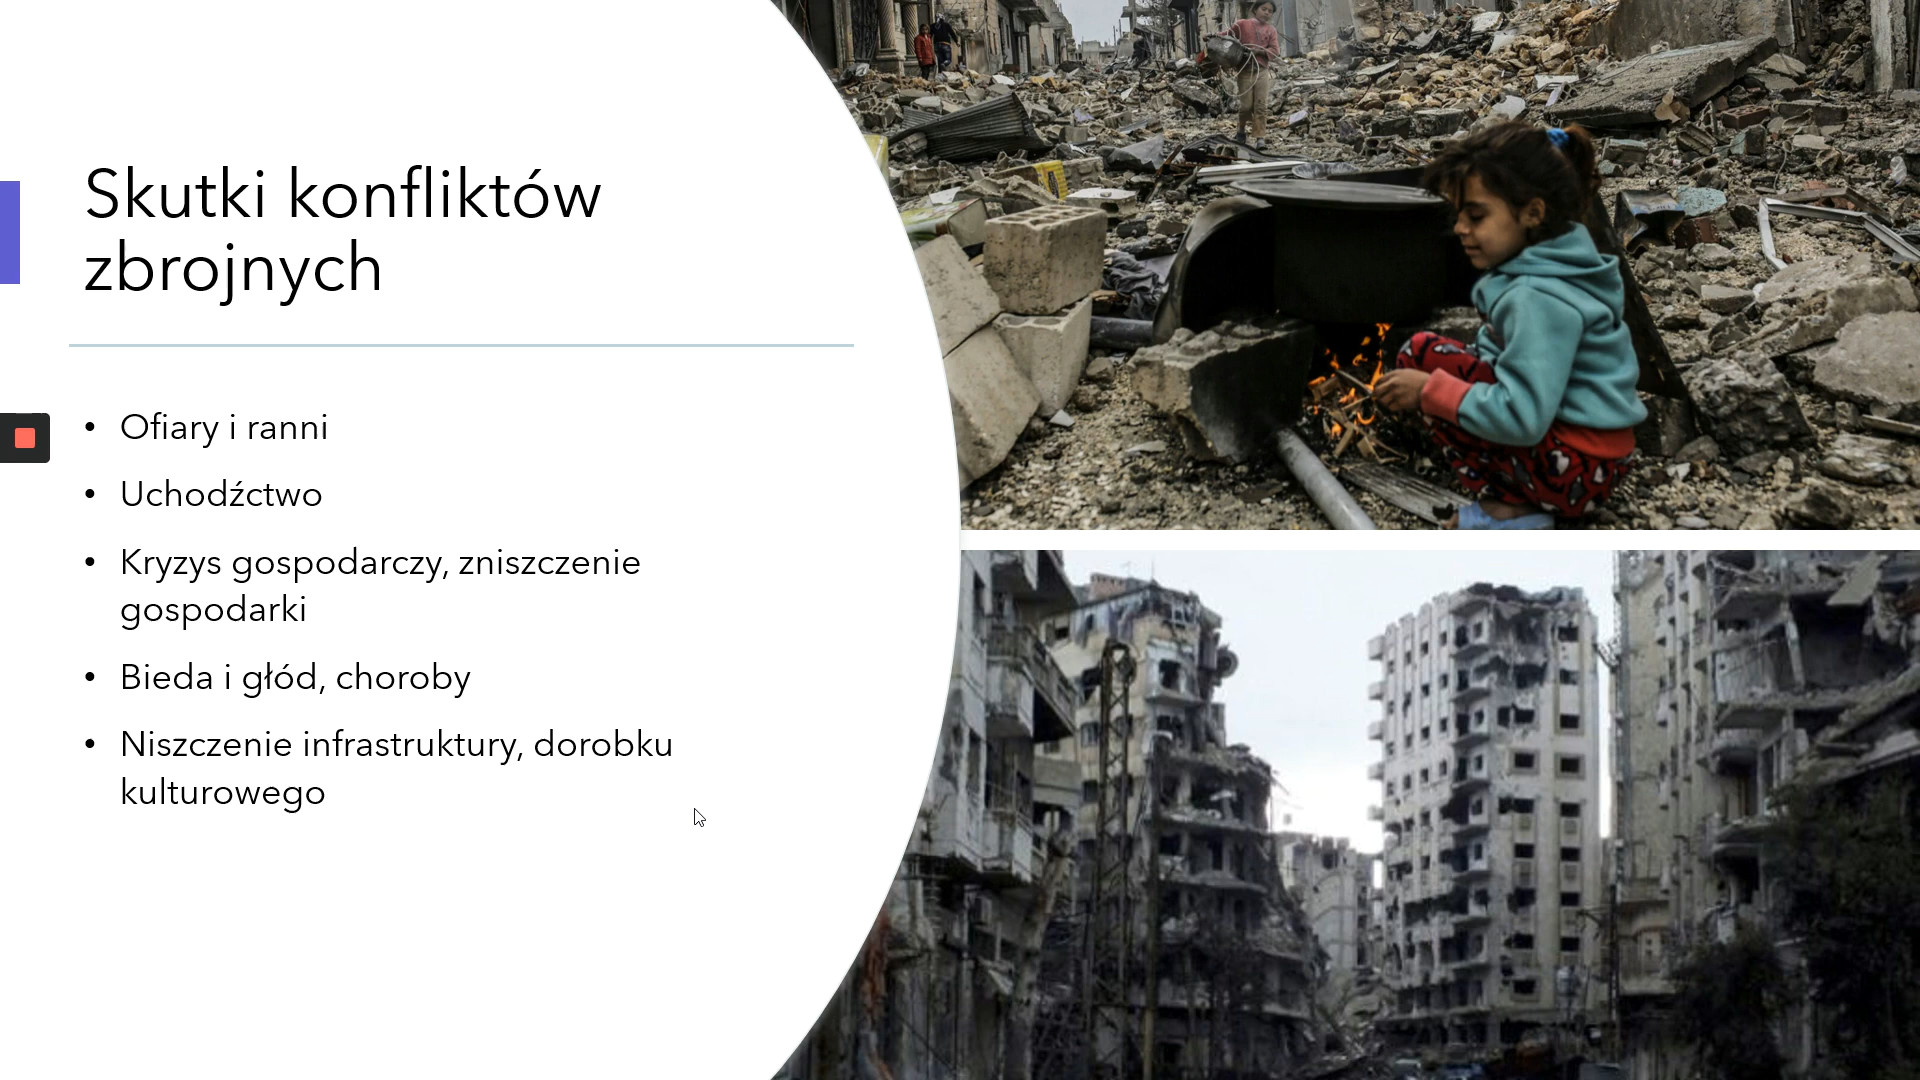 Skutki konfliktów
zbrojnych
• Ofiary i ranni
• Uchodźctwo
• Kryzys gospodarczy, zniszczenie
gospodarki
• Bieda i głód, choroby
• Niszczenie infrastruktury, dorobku
kulturowego